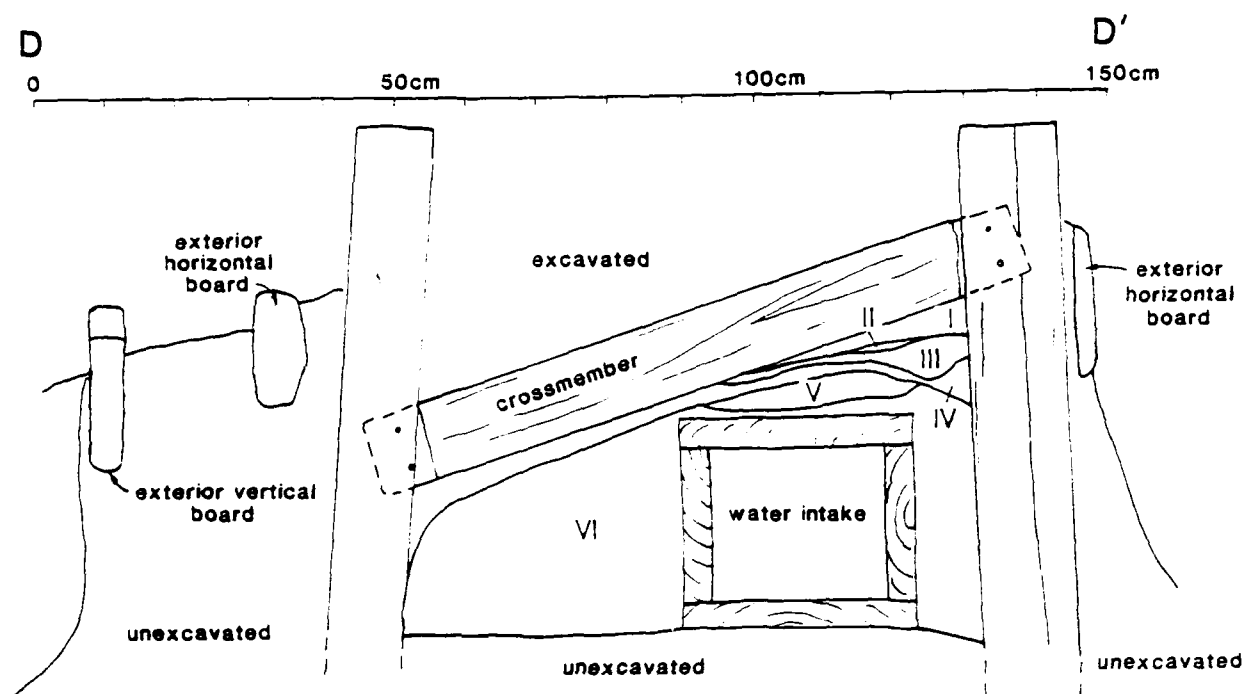 D
D'
0
50cm
100cm
150cm
exterior
horizontal
board
excavated
exterior
horizontal
board
I
II
III
crossmember
V
IV
exterior vertical
board
VI
water intake
unexcavated
unexcavated
unexcavated